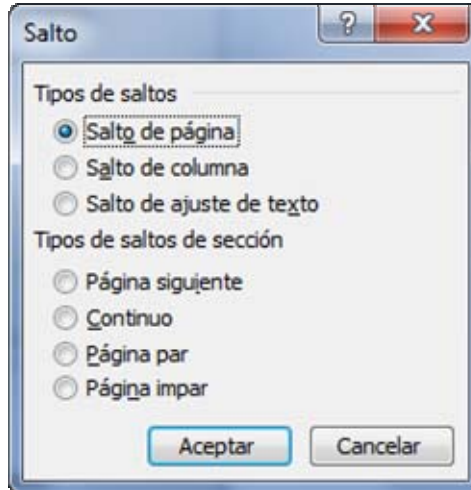 Salto
Tipos de saltos
Salto de página
Salto de columna
Salto de ajuste de texto
Tipos de saltos de sección
Página siguiente
Continuo
Página par
Página impar
Aceptar Cancelar